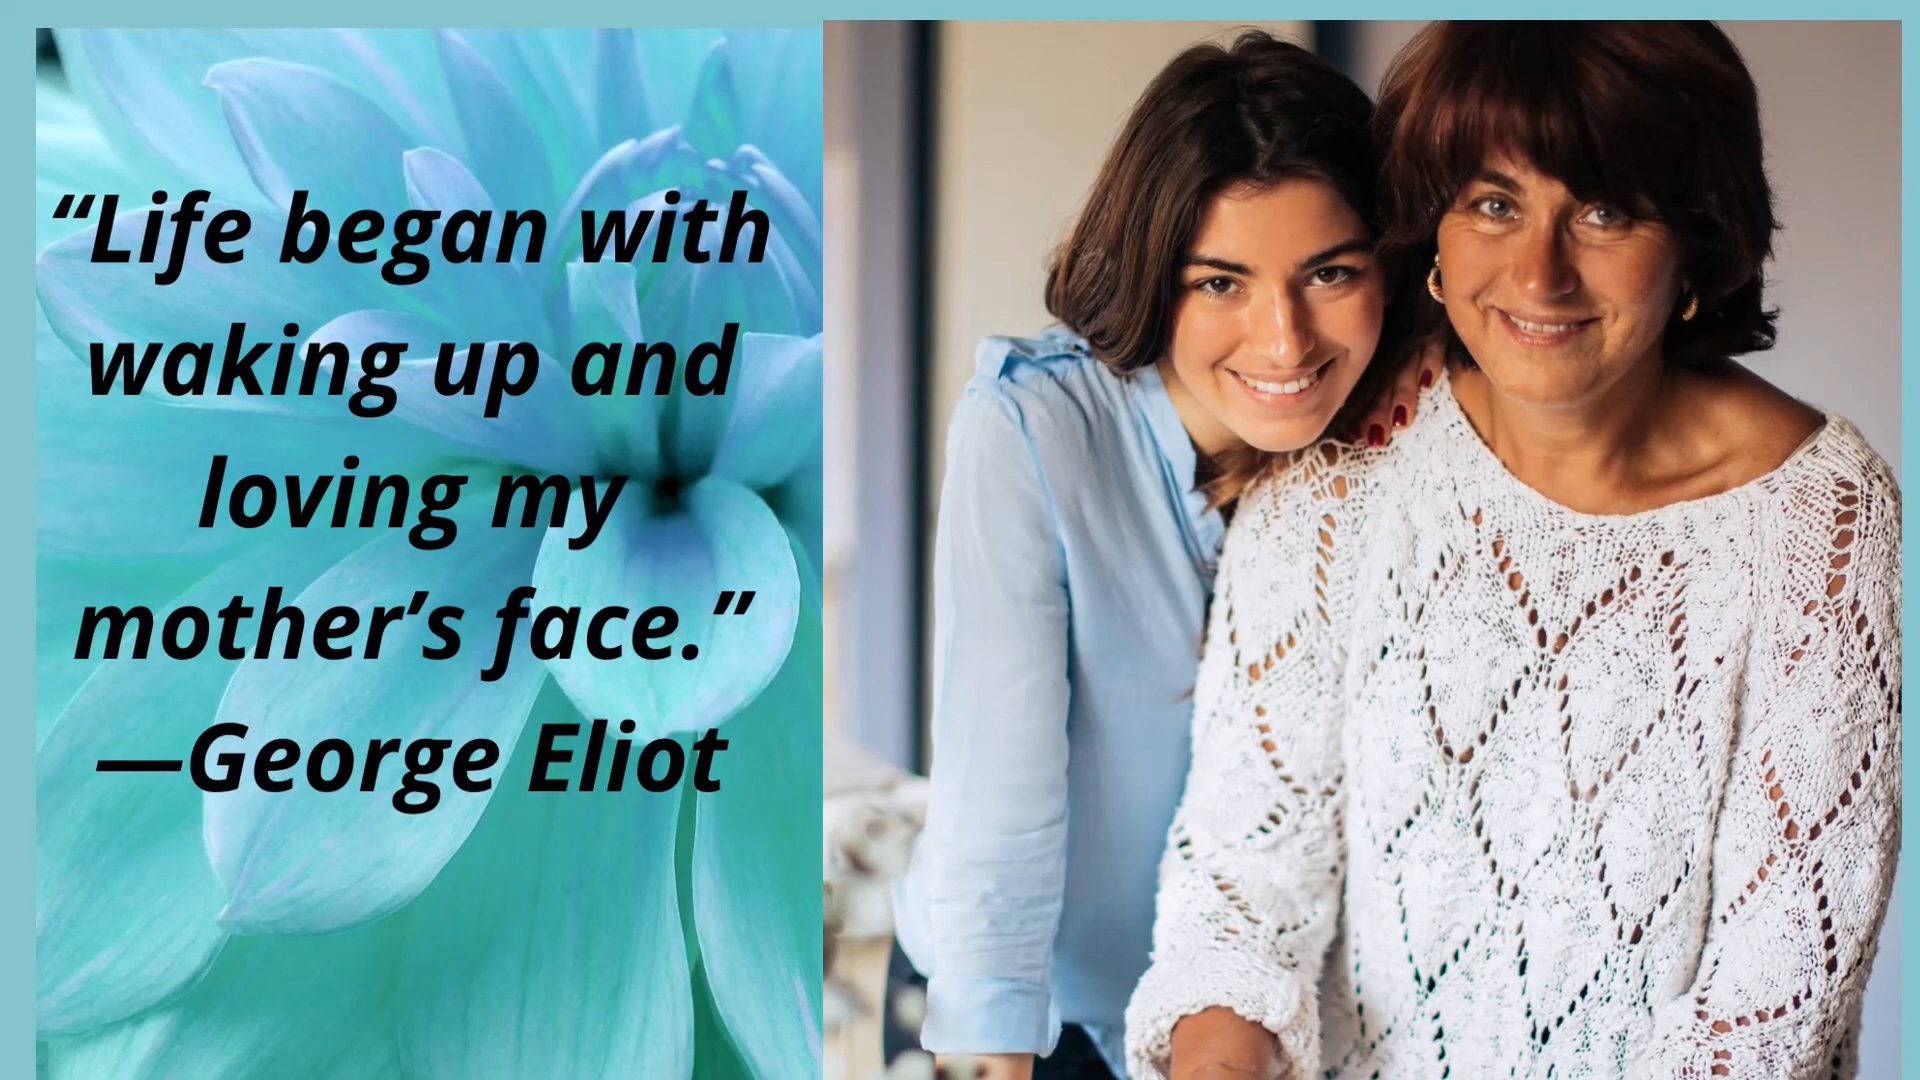 “Life began with
waking up and
loving my
mother’s face.”
—George Eliot